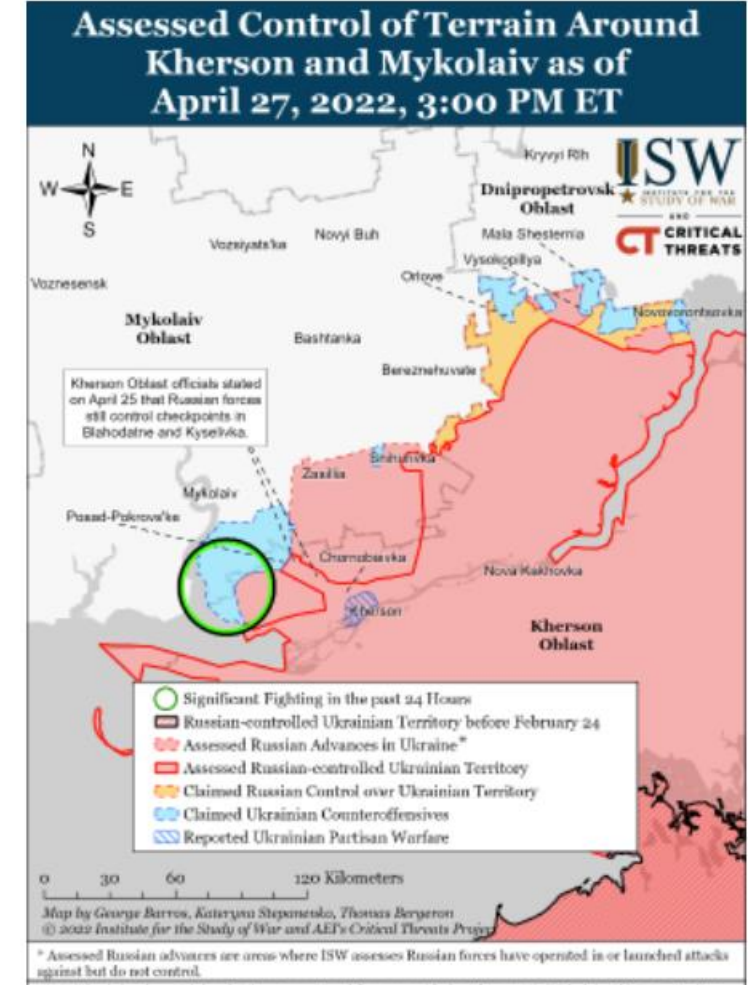 Assessed Control of Terrain Around
Kherson and Mykolaiv as of
April 27, 2022, 3:00 PM ET
N
W E
S
ISW
INSTITUTE FOR THE
STUDY OF WAR
AND
CT CRITICAL
THREATS
Kryvyi Rih
Dnipropetrovsk
Oblast
Mala Shesternia
Vysokopillya
Novyi Buh
Orlove
Voznesensk
Novovorontsovka
Mykolaiv
Oblast
Bashtanka
Bereznehuvate
Kherson Oblast officials stated
on April 25 that Russian forces
still control checkpoints in
Blahodatne and Kyselivka.
Snihurivka
Zasillia
Mykolaiv
Posad-Pokrovs'ke
Chornobaivka
Nova Kakhovka
Kherson
Kherson
Oblast
Significant Fighting in the past 24 Hours
Russian-controlled Ukrainian Territory before February 24
Assessed Russian Advances in Ukraine*
Assessed Russian-controlled Ukrainian Territory
Claimed Russian Control over Ukrainian Territory
Claimed Ukrainian Counteroffensives
Reported Ukrainian Partisan Warfare
0 30 60 120 Kilometers
Map by George Barros, Kateryna Stepanenko, Thomas Bergeron
© 2022 Institute for the Study of War and AEI's Critical Threats Project
* Assessed Russian advances are areas where ISW assesses Russian forces have operated in or launched attacks
against but do not control.